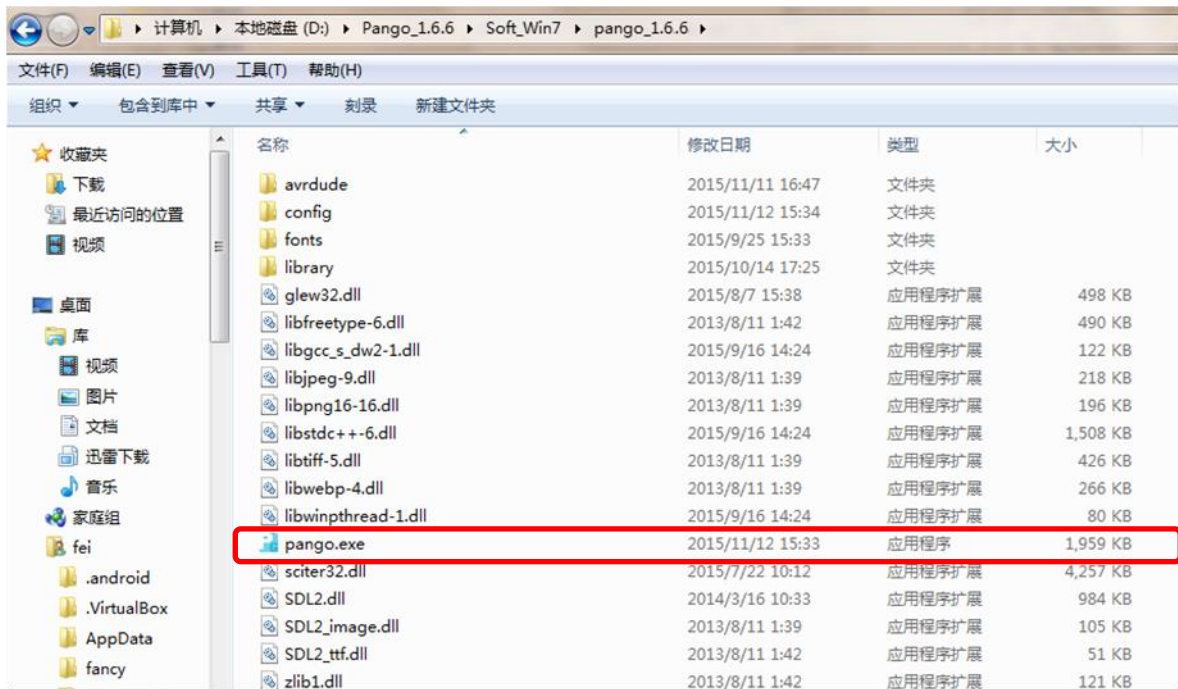 计算机 本地磁盘 (D:) Pango_1.6.6 Soft_Win7 pango_1.6.6
文件(F) 编辑(E) 查看(V) 工具(T) 帮助(H)
组织 包含到库中 共享 刻录 新建文件夹
收藏夹
下载
最近访问的位置
视频
桌面
库
视频
图片
文档
迅雷下载
音乐
家庭组
fei
.android
.VirtualBox
AppData
fancy
名称 修改日期 类型 大小
avrdude 2015/11/11 16:47 文件夹
config 2015/11/12 15:34 文件夹
fonts 2015/9/25 15:33 文件夹
library 2015/10/14 17:25 文件夹
glew32.dll 2015/8/7 15:38 应用程序扩展 498 KB
libfreetype-6.dll 2013/8/11 1:42 应用程序扩展 490 KB
libgcc_s_dw2-1.dll 2015/9/16 14:24 应用程序扩展 122 KB
libjpeg-9.dll 2013/8/11 1:39 应用程序扩展 218 KB
libpng16-16.dll 2013/8/11 1:39 应用程序扩展 196 KB
libstdc++-6.dll 2015/9/16 14:24 应用程序扩展 1,508 KB
libtiff-5.dll 2013/8/11 1:39 应用程序扩展 426 KB
libwebp-4.dll 2013/8/11 1:39 应用程序扩展 266 KB
libwinpthread-1.dll 2015/9/16 14:24 应用程序扩展 80 KB
pango.exe 2015/11/12 15:33 应用程序 1,959 KB
sciter32.dll 2015/7/22 10:12 应用程序扩展 4,257 KB
SDL2.dll 2014/3/16 10:33 应用程序扩展 984 KB
SDL2_image.dll 2013/8/11 1:39 应用程序扩展 105 KB
SDL2_ttf.dll 2013/8/11 1:42 应用程序扩展 51 KB
zlib1.dll 2013/8/11 1:42 应用程序扩展 121 KB